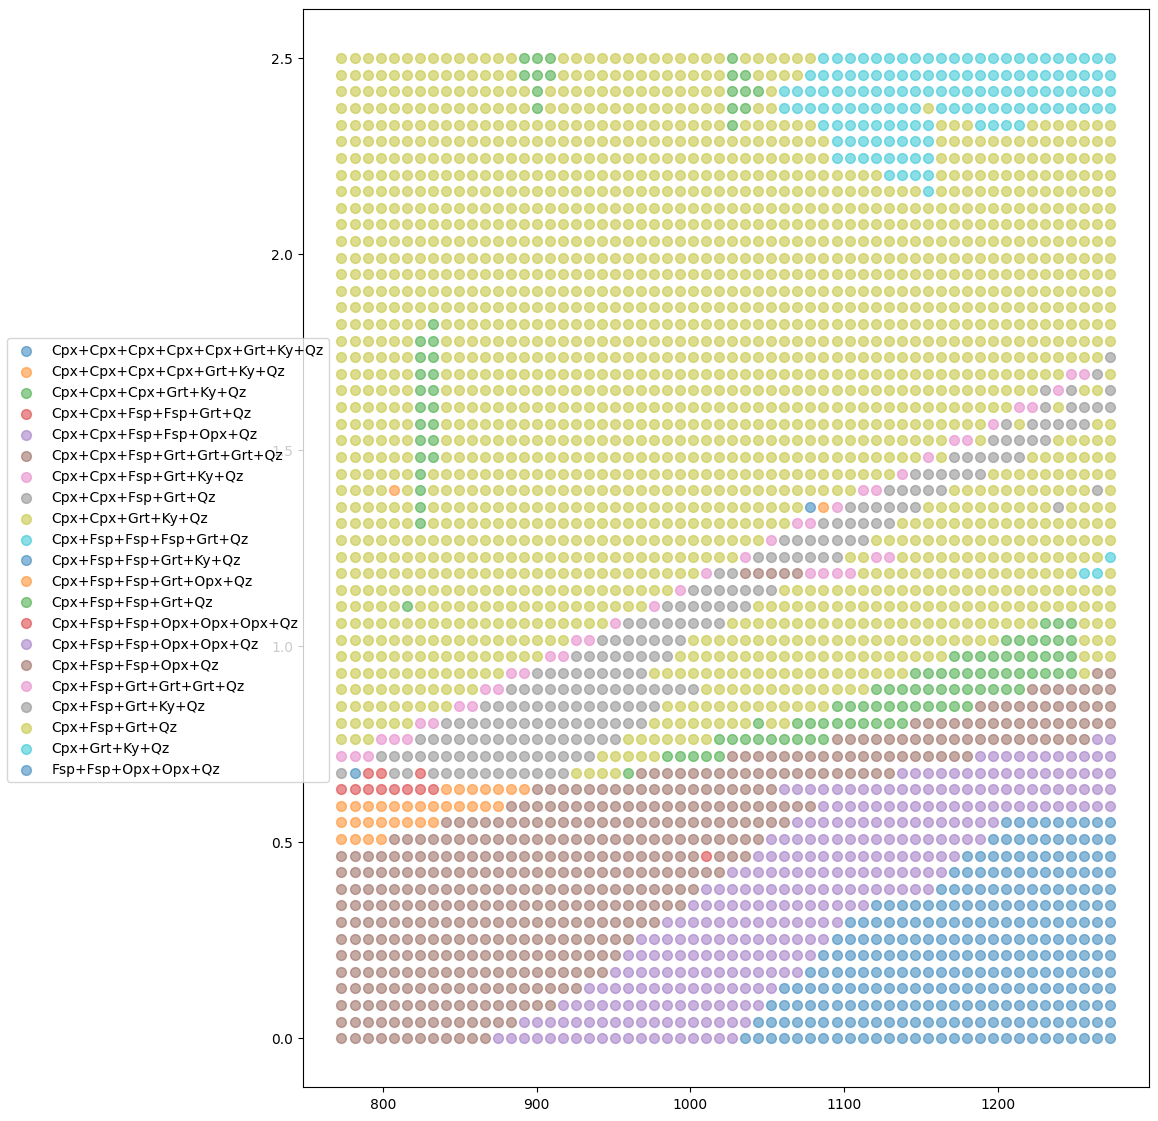 2.5
2.0
1.5
1.0
0.5
0.0
Cpx+Cpx+Cpx+Cpx+Cpx+Grt+Ky+Qz
Cpx+Cpx+Cpx+Cpx+Grt+Ky+Qz
Cpx+Cpx+Cpx+Grt+Ky+Qz
Cpx+Cpx+Fsp+Fsp+Grt+Qz
Cpx+Cpx+Fsp+Fsp+Opx+Qz
Cpx+Cpx+Fsp+Grt+Grt+Grt+Qz
Cpx+Cpx+Fsp+Grt+Ky+Qz
Cpx+Cpx+Fsp+Grt+Qz
Cpx+Cpx+Grt+Ky+Qz
Cpx+Fsp+Fsp+Fsp+Grt+Qz
Cpx+Fsp+Fsp+Grt+Ky+Qz
Cpx+Fsp+Fsp+Grt+Opx+Qz
Cpx+Fsp+Fsp+Grt+Qz
Cpx+Fsp+Fsp+Opx+Opx+Opx+Qz
Cpx+Fsp+Fsp+Opx+Opx+Qz
Cpx+Fsp+Fsp+Opx+Qz
Cpx+Fsp+Grt+Grt+Grt+Qz
Cpx+Fsp+Grt+Ky+Qz
Cpx+Fsp+Grt+Qz
Cpx+Grt+Ky+Qz
Fsp+Fsp+Opx+Opx+Qz
800 900 1000 1100 1200